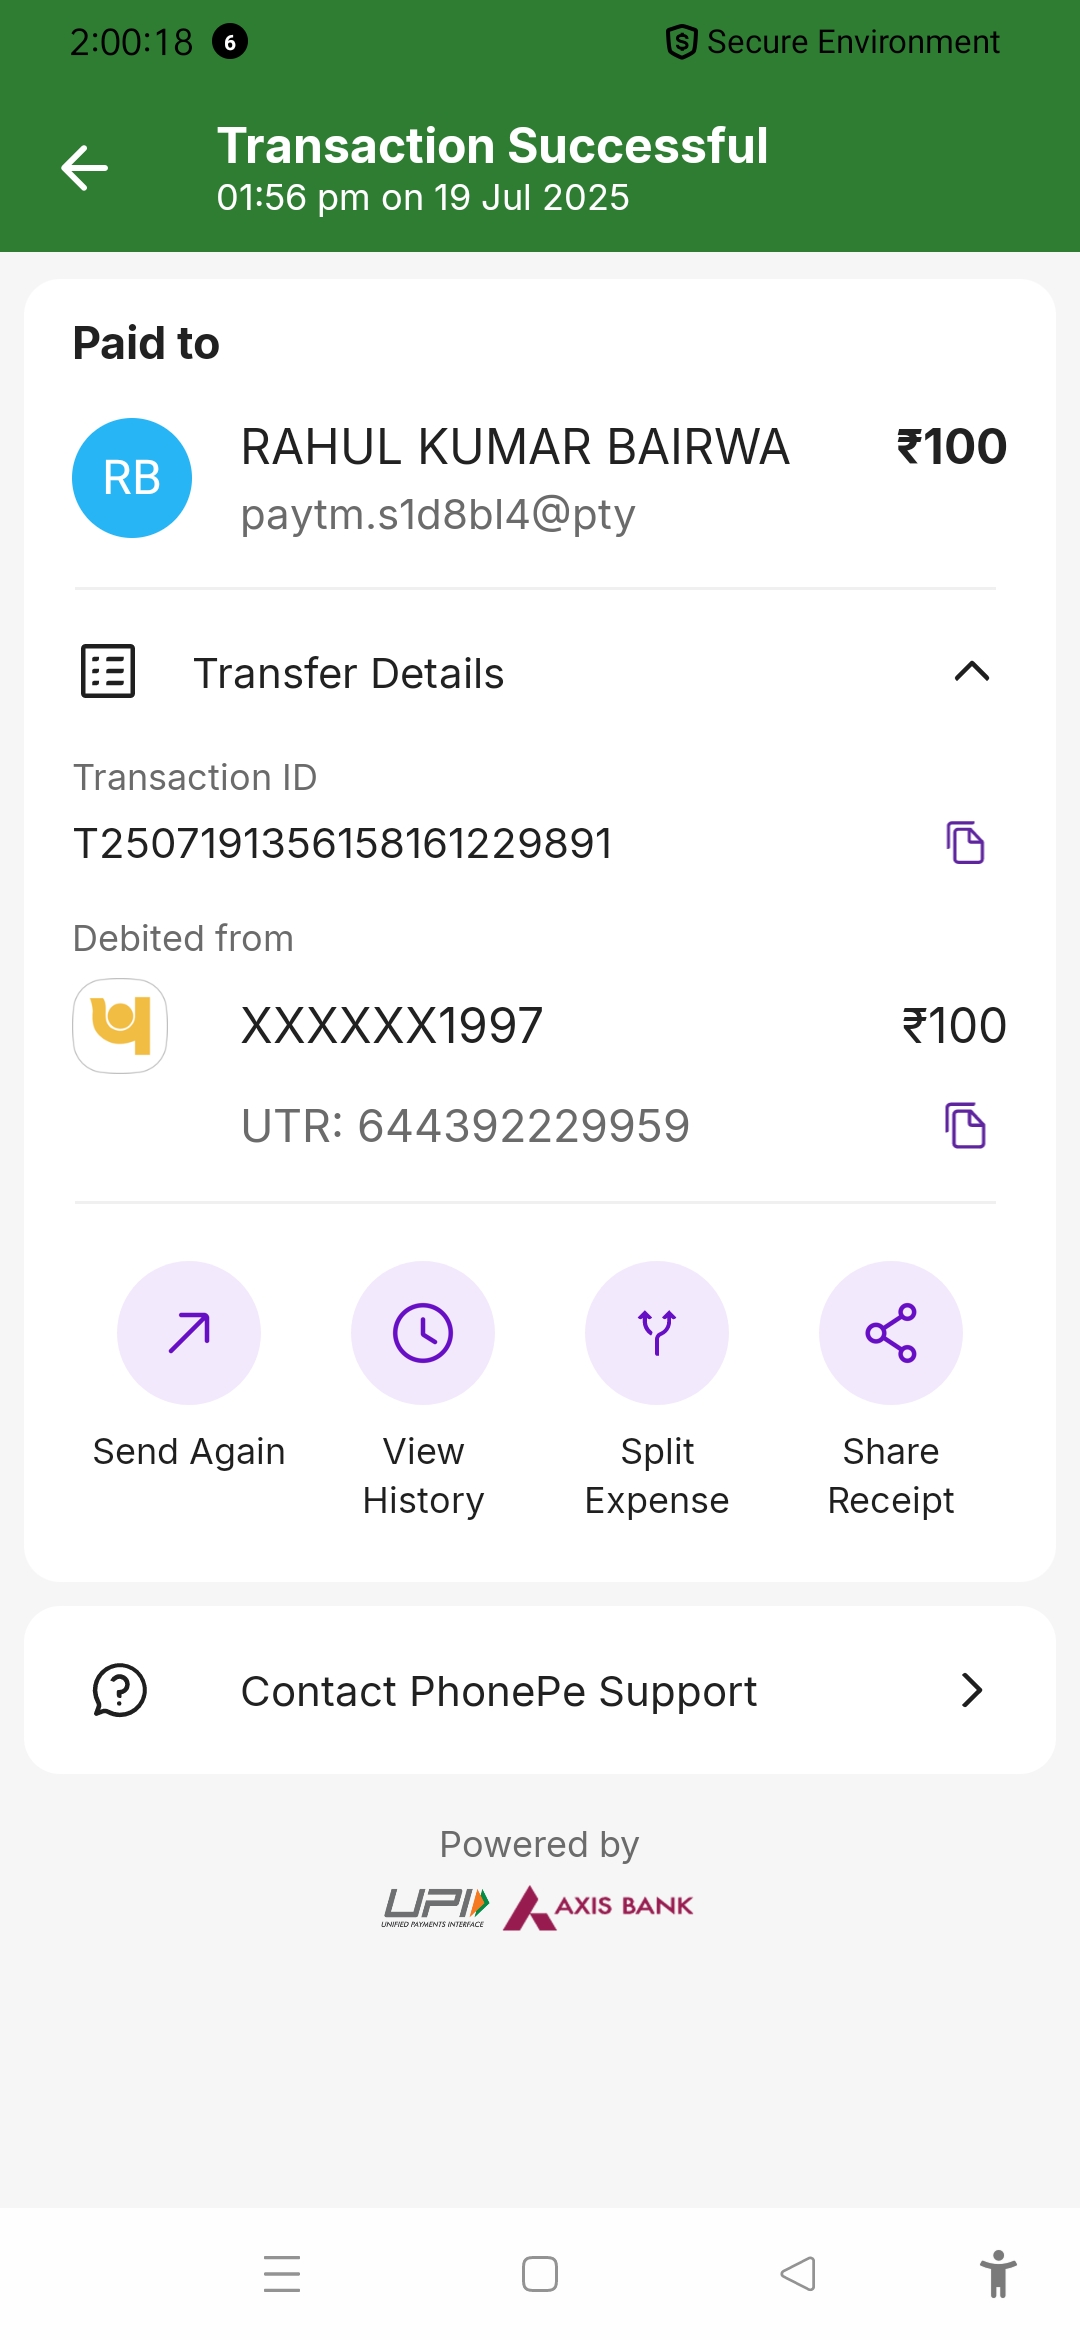 2:00:18 6 Secure Environment
Transaction Successful
01:56 pm on 19 Jul 2025
Paid to
RB RAHUL KUMAR BAIRWA ₹100
paytm.s1d8bl4@pty
Transfer Details
Transaction ID
T2507191356158161229891
Debited from
XXXXXX1997 ₹100
UTR: 644392229959
Send Again View History Split Expense Share Receipt
Contact PhonePe Support
Powered by
UPI AXIS BANK
UNIFIED PAYMENTS INTERFACE